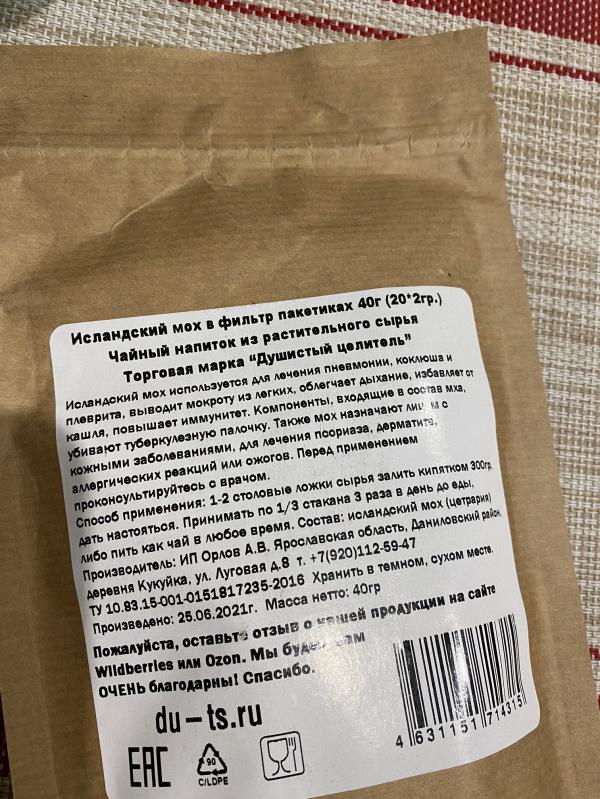 Исландский мох в фильтр пакетиках 40г (20*2гр.)
Чайный напиток из растительного сырья
Торговая марка "Душистый целитель"
Исландский мох используется для лечения пневмонии, коклюша и
плеврита, выводит мокроту из легких, облегчает дыхание, избавляет от
кашля, повышает иммунитет. Компоненты, входящие в состав мха,
убивают туберкулезную палочку. Также мох назначают лицам с
кожными заболеваниями, для лечения псориаза, дерматита,
аллергических реакций или ожогов. Перед применением
проконсультируйтесь с врачом.
Способ применения: 1-2 столовые ложки сырья залить кипятком 300гр,
дать настояться. Принимать по 1/3 стакана 3 раза в день до еды,
либо пить как чай в любое время. Состав: исландский мох (цетрария)
Производитель: ИП Орлов А.В. Ярославская область, Даниловский район,
деревня Кукуйка, ул. Луговая д.8 т. +7(920)112-59-47
ТУ 10.83.15-001-0151817235-2016 Хранить в темном, сухом месте.
Произведено: 25.06.2021г. Масса нетто: 40гр
Пожалуйста, оставьте отзыв о нашей продукции на сайте
Wildberries или Ozon. Мы будем Вам
ОЧЕНЬ благодарны! Спасибо.
du-ts.ru
EAC
90
C/LDPE
4 631151 714315